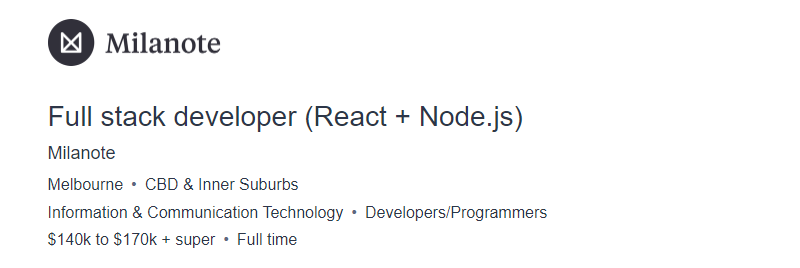 Milanote
Full stack developer (React + Node.js)
Milanote
Melbourne • CBD & Inner Suburbs
Information & Communication Technology • Developers/Programmers
$140k to $170k + super • Full time